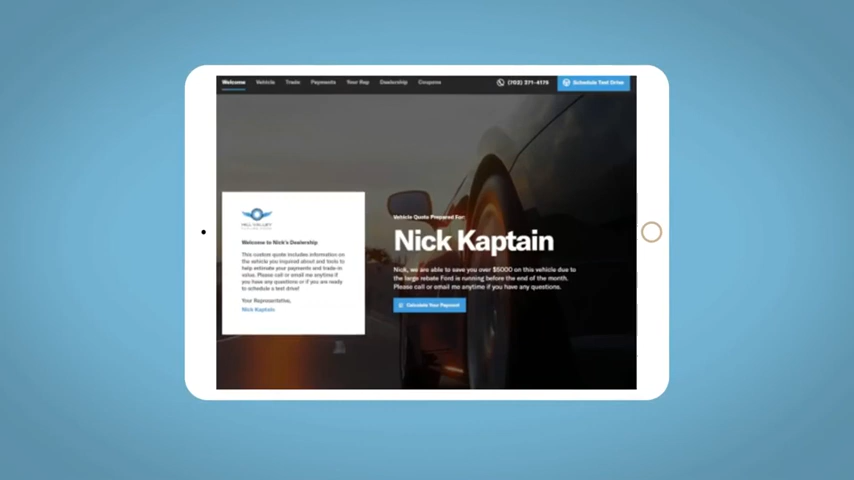 Welcome Vehicle Trade Payments Your Rep Dealership Coupons (702) 371-4175 Schedule Test Drive
Vehicle Quote Prepared For:
Nick Kaptain
Nick, we are able to save you over $5000 on this vehicle due to
the large rebate Ford is running before the end of the month.
Please call or email me anytime if you have any questions.
Calculate Your Payment
Welcome to Nick's Dealership
This custom quote includes information on
the vehicle you inquired about and tools to
help estimate your payments and trade-in
value. Please call or email me anytime if
you have any questions or if you are ready
to schedule a test drive!
Your Representative,
Nick Kaptain